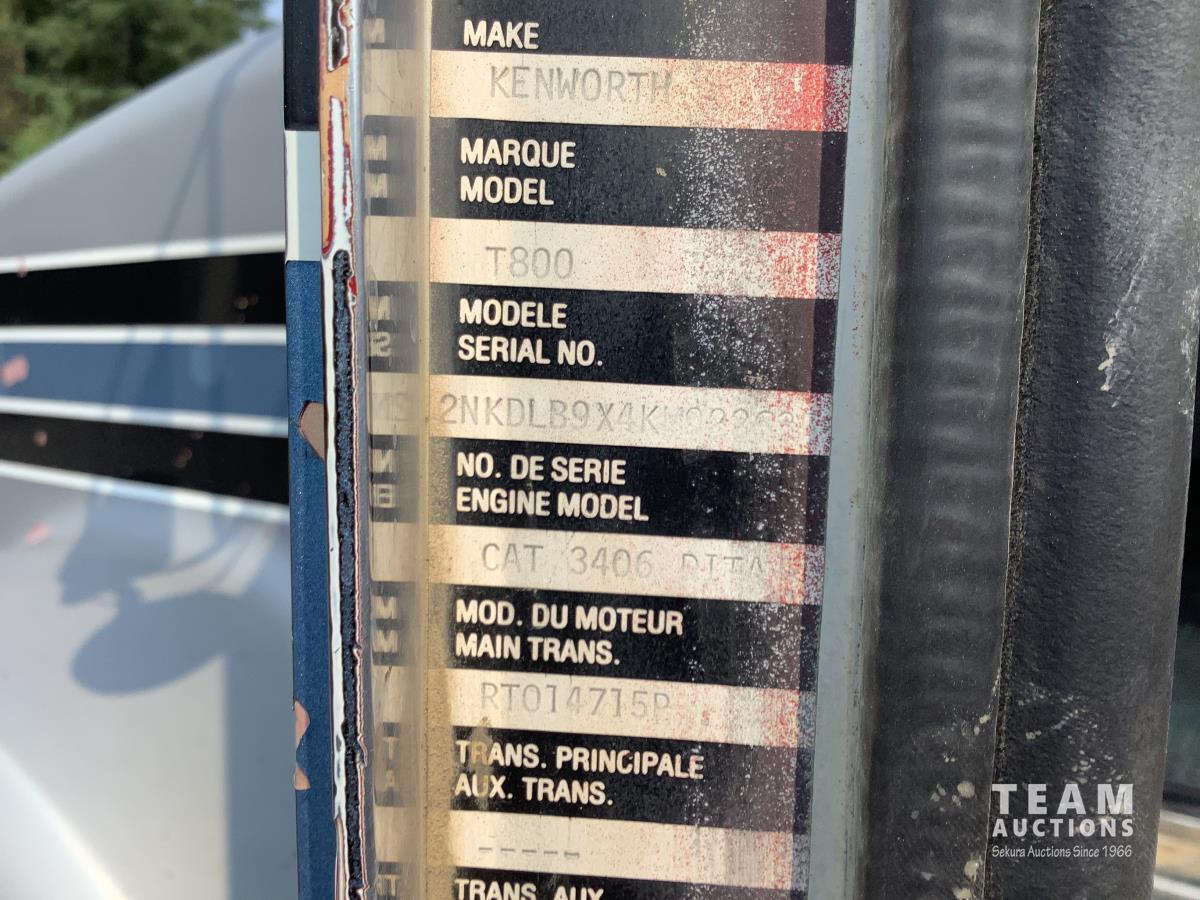 MAKE
KENWORTH
MARQUE
MODEL
T800
MODELE
SERIAL NO.
NO. DE SERIE
ENGINE MODEL
CAT 3406 DITA
MOD. DU MOTEUR
MAIN TRANS.
RTO14715P
TRANS. PRINCIPALE
AUX. TRANS.
-----
TRANS. AUX.
TEAM
AUCTIONS
Sekura Auctions Since 1966